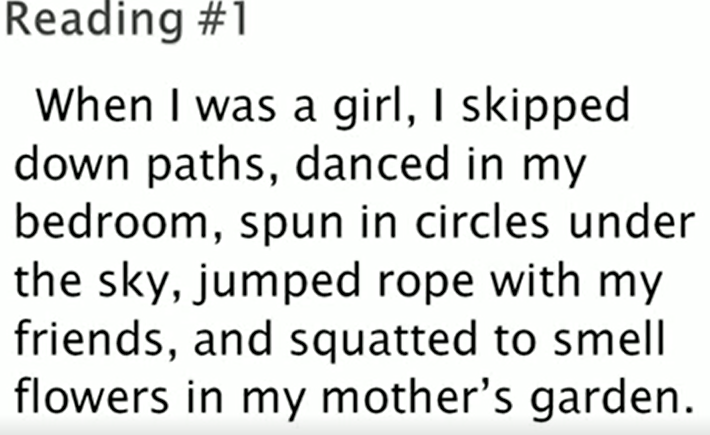 Reading #1
When I was a girl, I skipped
down paths, danced in my
bedroom, spun in circles under
the sky, jumped rope with my
friends, and squatted to smell
flowers in my mother’s garden.